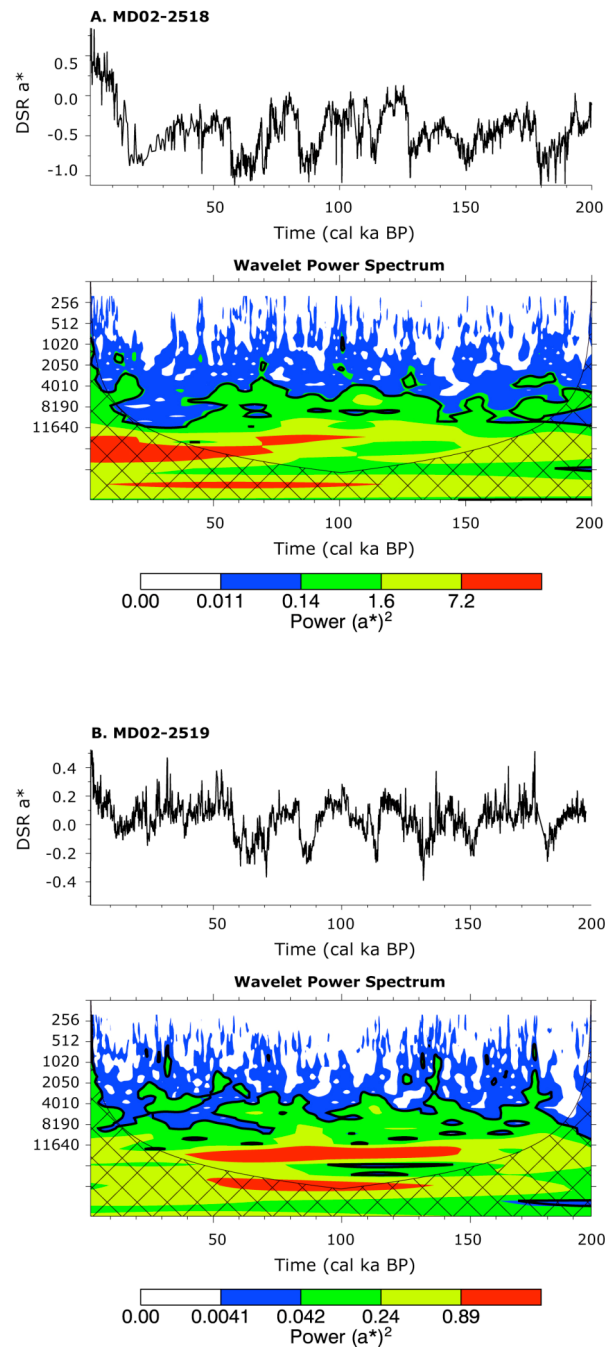 A. MD02-2518
DSR a*
0.5
0.0
-0.5
-1.0
50 100 150 200
Time (cal ka BP)
Wavelet Power Spectrum
256
512
1020
2050
4010
8190
11640
50 100 150 200
Time (cal ka BP)
0.00 0.011 0.14 1.6 7.2
Power (a*)2
B. MD02-2519
DSR a*
0.4
0.2
0.0
-0.2
-0.4
50 100 150 200
Time (cal ka BP)
Wavelet Power Spectrum
256
512
1020
2050
4010
8190
11640
50 100 150 200
Time (cal ka BP)
0.00 0.0041 0.042 0.24 0.89
Power (a*)2